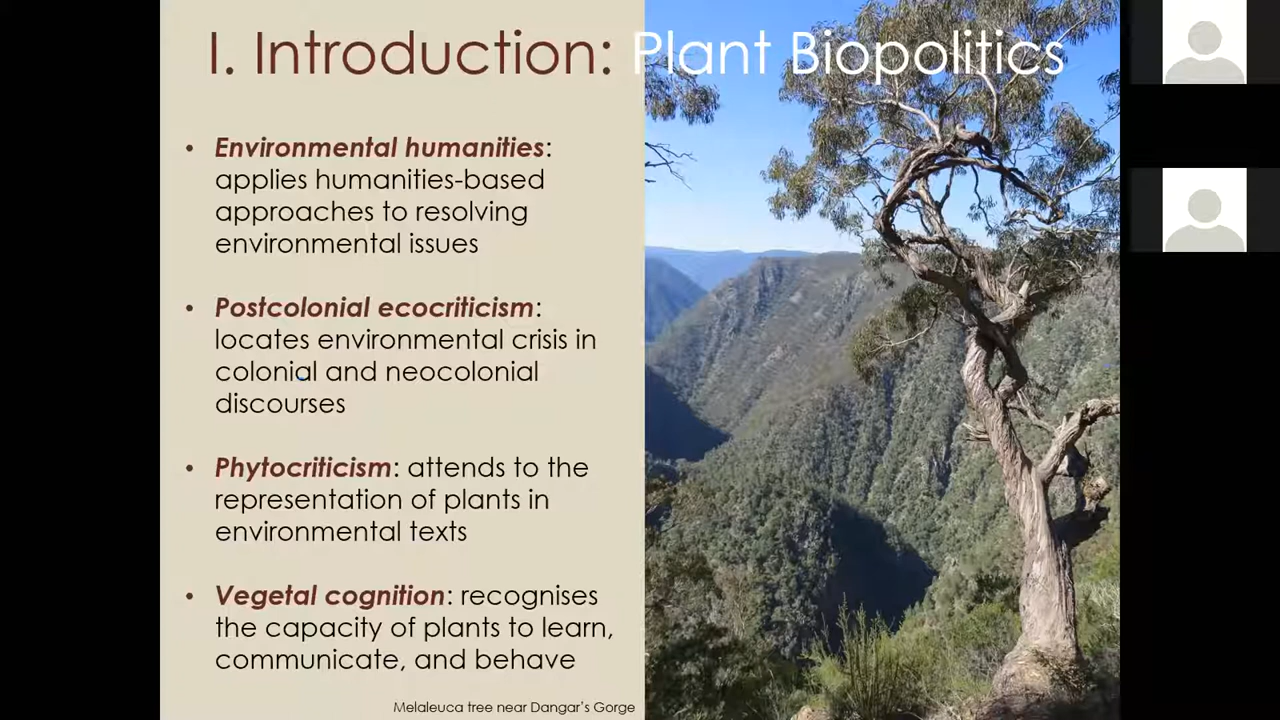 I. Introduction: Plant Biopolitics
• Environmental humanities:
applies humanities-based
approaches to resolving
environmental issues
• Postcolonial ecocriticism:
locates environmental crisis in
colonial and neocolonial
discourses
• Phytocriticism: attends to the
representation of plants in
environmental texts
• Vegetal cognition: recognises
the capacity of plants to learn,
communicate, and behave
Melaleuca tree near Dangar's Gorge